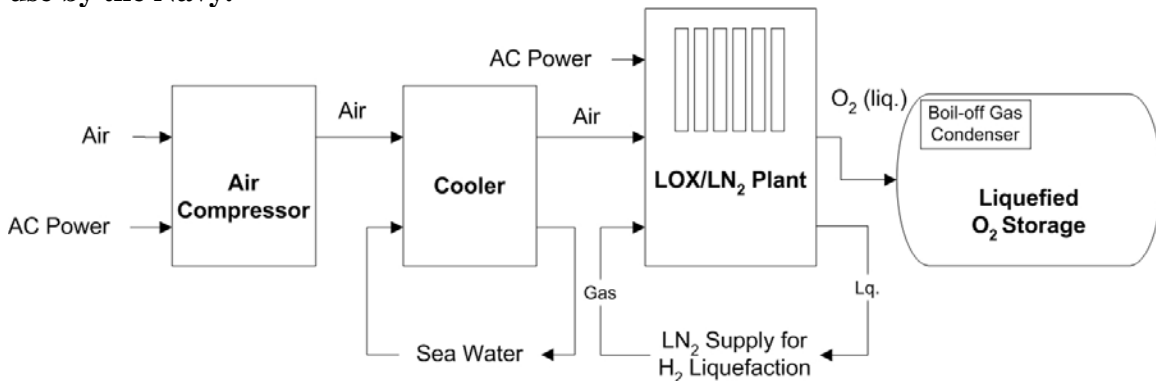 use by the Navy.
AC Power
O₂ (liq.)
Boil-off Gas
Condenser
Air
Air
Air
Air
Compressor
Cooler
LOX/LN₂ Plant
Liquefied
O₂ Storage
AC Power
Gas
Lq.
Sea Water
LN₂ Supply for
H₂ Liquefaction